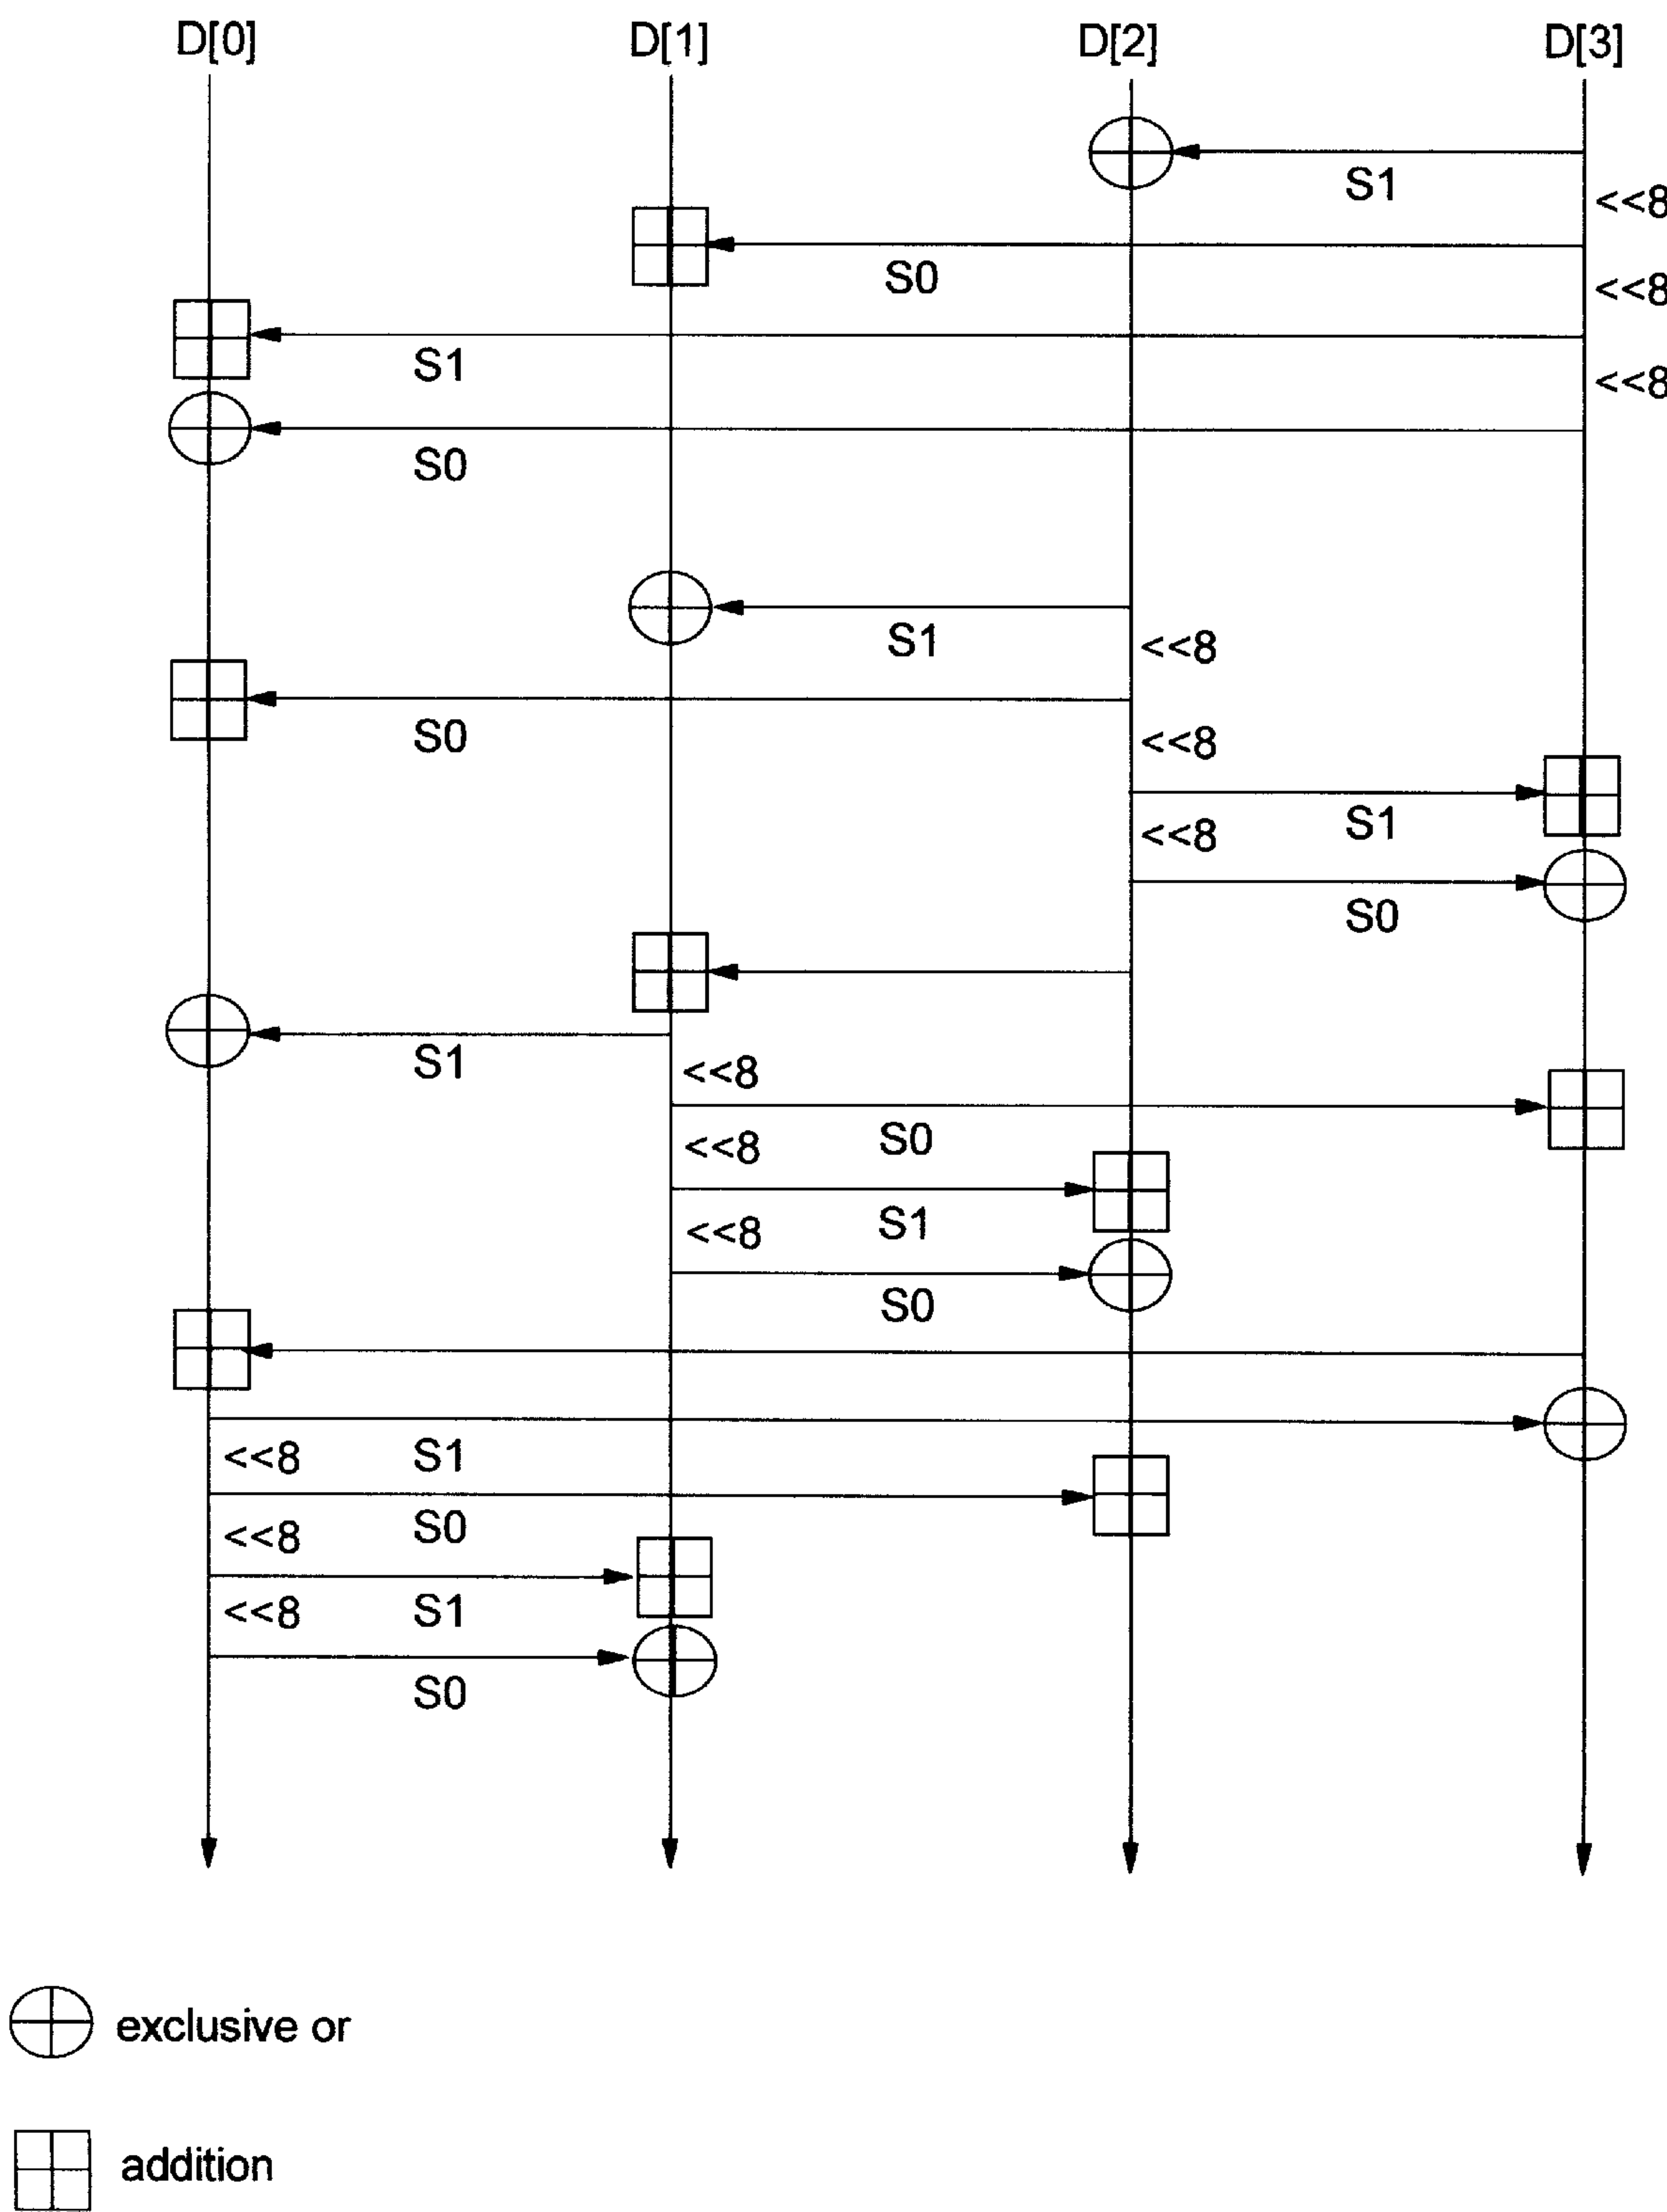 D[0] D[1] D[2] D[3]
S1
<<8
S0
<<8
S1
<<8
S0
S1
<<8
S0
<<8
S1
<<8
S0
S1
<<8
S0
<<8
S1
<<8
S0
<<8 S1
S0
<<8
S1
<<8
S0
exclusive or
addition